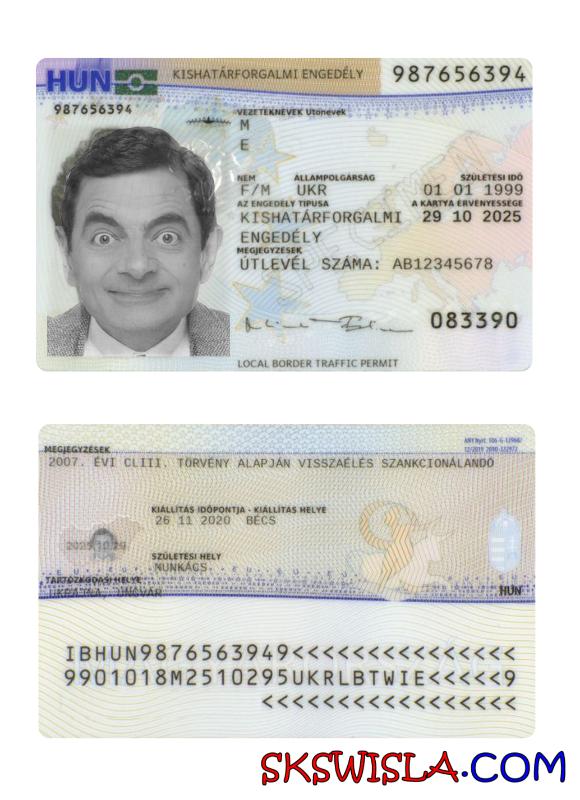 HUN
KISHATÁRFORGALMI ENGEDÉLY
987656394
987656394
VEZETÉKNEVEK Utónevek
M
E
NEM ÁLLAMPOLGÁRSÁG SZÜLETÉSI IDŐ
F/M UKR 01 01 1999
AZ ENGEDÉLY TÍPUSA A KÁRTYA ÉRVÉNYESSÉGE
KISHATÁRFORGALMI 29 10 2025
ENGEDÉLY
MEGJEGYZÉSEK
ÚTLEVÉL SZÁMA: AB12345678
SPECIMEN
083390
LOCAL BORDER TRAFFIC PERMIT
MEGJEGYZÉSEK
2007. ÉVI CLIII. TÖRVÉNY ALAPJÁN VISSZAÉLÉS SZANKCIONÁLANDÓ
KIÁLLÍTÁS IDŐPONTJA - KIÁLLÍTÁS HELYE
26 11 2020 BÉCS
SZÜLETÉSI HELY
MUNKÁCS
TARTÓZKODÁSI HELYE
UKRAJNA, UNGVÁR
HUN
IBHUN9876563949<<<<<<<<<<<<<<<
9901018M2510295UKRLBTWIE<<<<<9
<<<<<<<<<<<<<<<<<
SKSWISLA.COM